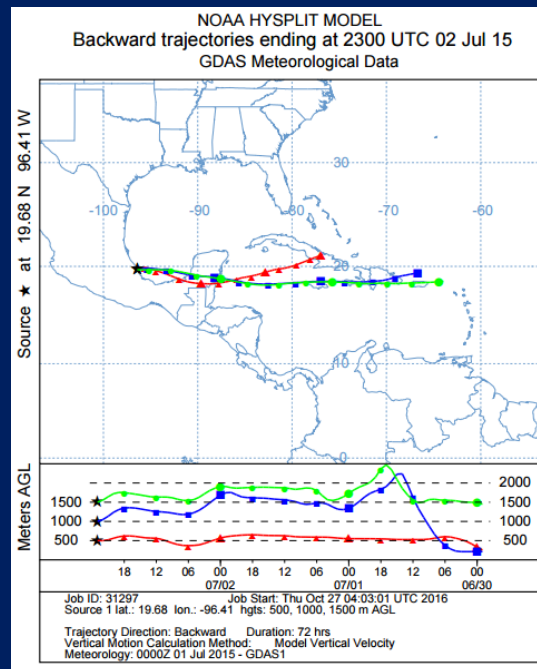 NOAA HYSPLIT MODEL
Backward trajectories ending at 2300 UTC 02 Jul 15
GDAS Meteorological Data
Source ★ at 19.68 N 96.41 W
-100 -90 -80 -70 -60
30
20
10
0
Meters AGL
1500
1000
500
2000
1500
1000
500
18 12 06 00 18 12 06 00 18 12 06 00
07/02 07/01 06/30
Job ID: 31297 Job Start: Thu Oct 27 04:03:01 UTC 2016
Source 1 lat.: 19.68 lon.: -96.41 hgts: 500, 1000, 1500 m AGL
Trajectory Direction: Backward Duration: 72 hrs
Vertical Motion Calculation Method: Model Vertical Velocity
Meteorology: 0000Z 01 Jul 2015 - GDAS1